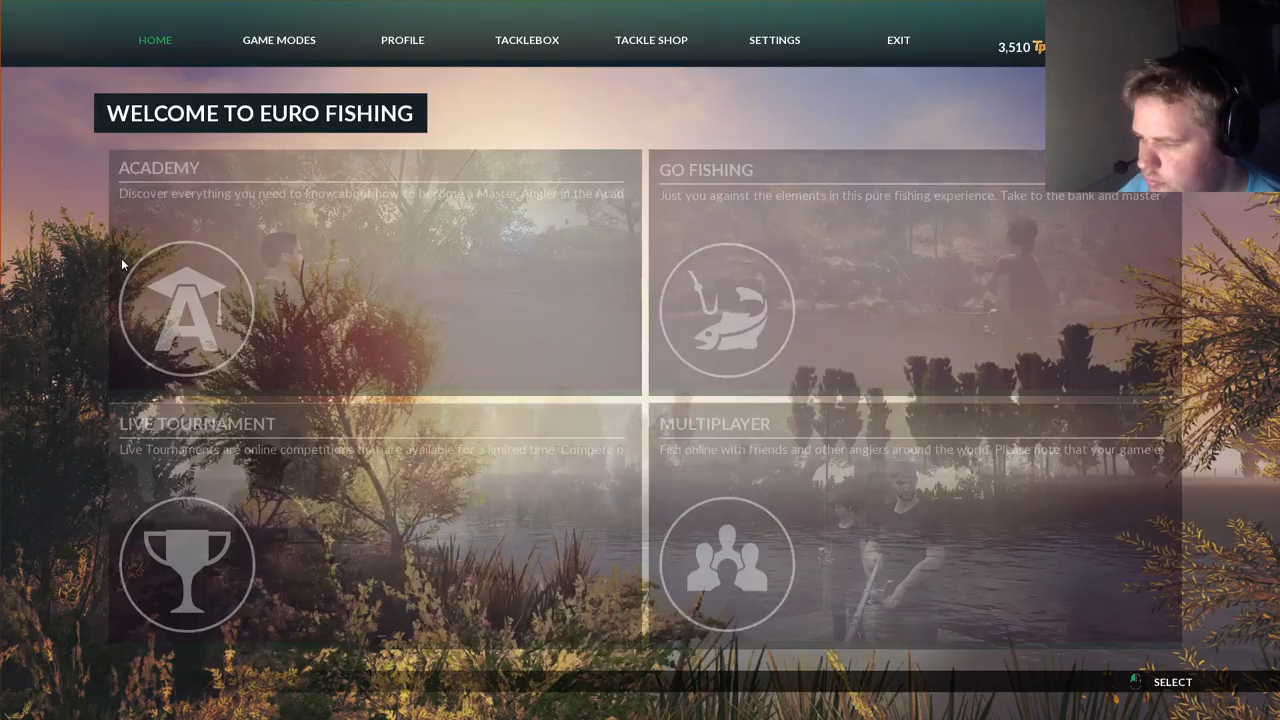 HOME GAME MODES PROFILE TACKLEBOX TACKLE SHOP SETTINGS EXIT
3,510 Tp
WELCOME TO EURO FISHING
ACADEMY
Discover everything you need to know about how to become a Master Angler in the Acad
GO FISHING
Just you against the elements in this pure fishing experience. Take to the bank and master
LIVE TOURNAMENT
Live Tournaments are online competitions that are available for a limited time. Compete o
MULTIPLAYER
Fish online with friends and other anglers around the world. Please note that your game e
A
SELECT